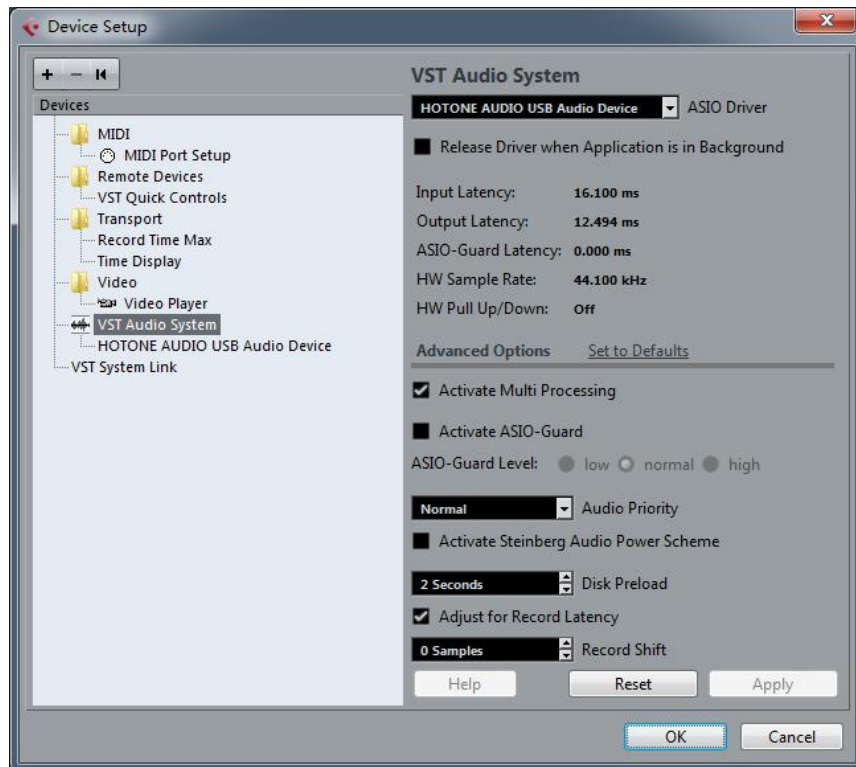 Device Setup
+ −
Devices
MIDI
MIDI Port Setup
Remote Devices
VST Quick Controls
Transport
Record Time Max
Time Display
Video
Video Player
VST Audio System
HOTONE AUDIO USB Audio Device
VST System Link
VST Audio System
HOTONE AUDIO USB Audio Device ASIO Driver
Release Driver when Application is in Background
Input Latency: 16.100 ms
Output Latency: 12.494 ms
ASIO-Guard Latency: 0.000 ms
HW Sample Rate: 44.100 kHz
HW Pull Up/Down: Off
Advanced Options Set to Defaults
Activate Multi Processing
Activate ASIO-Guard
ASIO-Guard Level: low normal high
Normal Audio Priority
Activate Steinberg Audio Power Scheme
2 Seconds Disk Preload
Adjust for Record Latency
0 Samples Record Shift
Help Reset Apply
OK Cancel